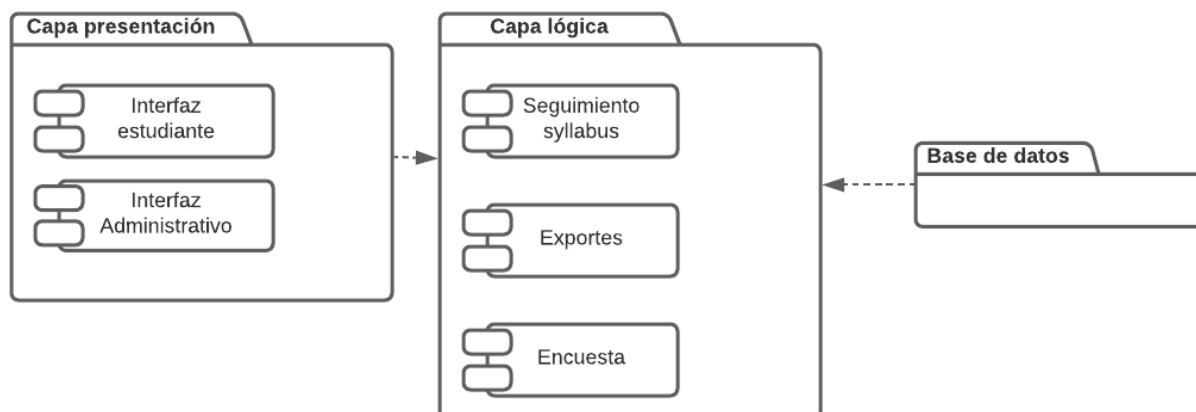 Capa presentación
Interfaz
estudiante
Interfaz
Administrativo
Capa lógica
Seguimiento
syllabus
Exportes
Encuesta
Base de datos